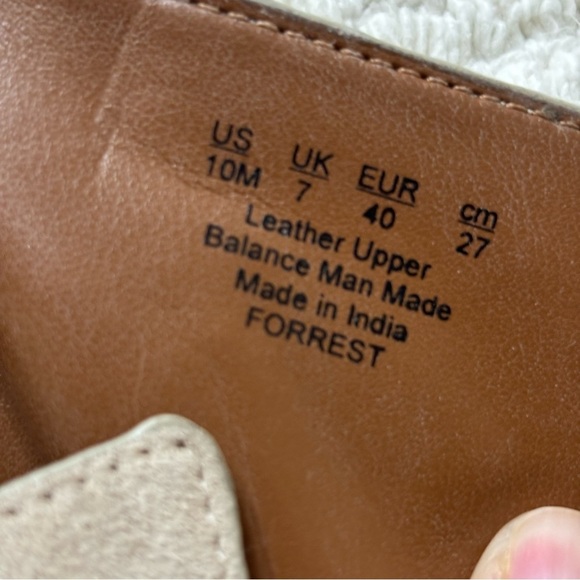 US UK EUR cm
10M 7 40 27
Leather Upper
Balance Man Made
Made in India
FORREST